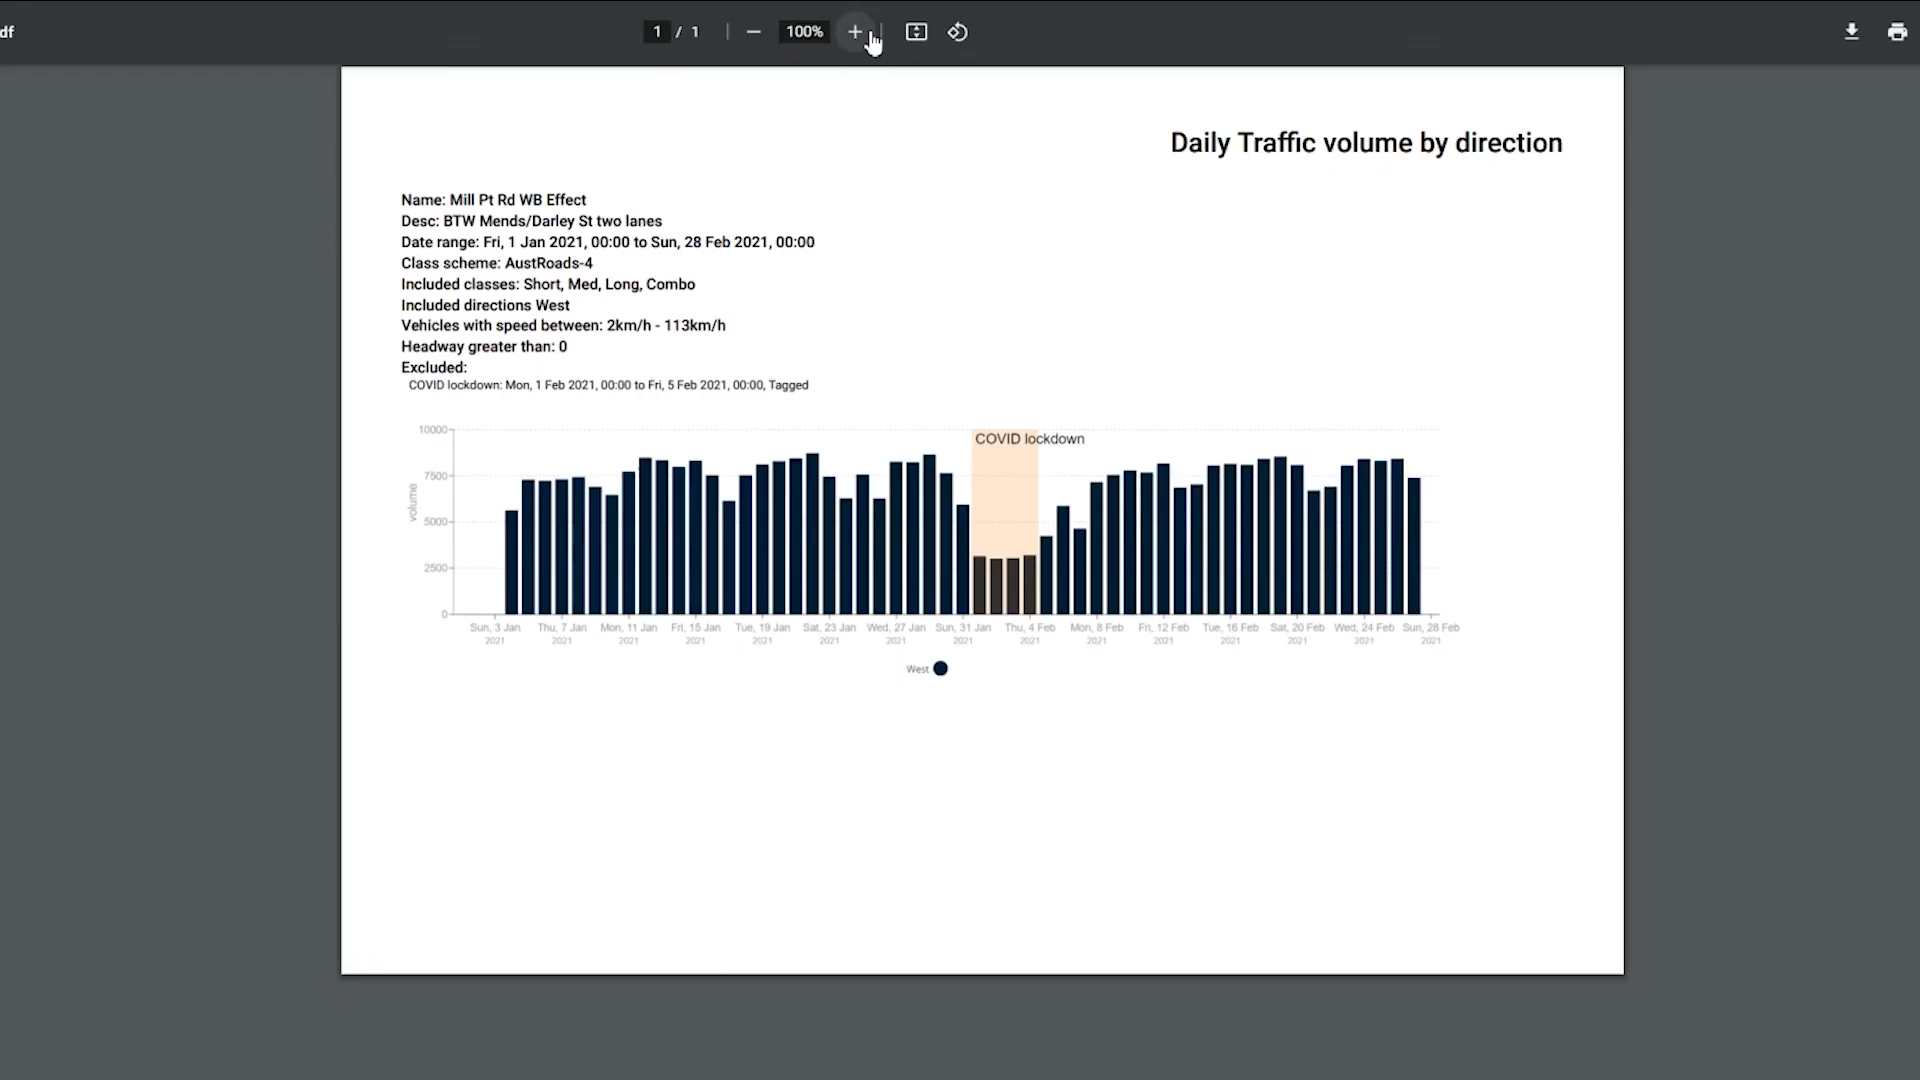 df
1 / 1
100%
Daily Traffic volume by direction
Name: Mill Pt Rd WB Effect
Desc: BTW Mends/Darley St two lanes
Date range: Fri, 1 Jan 2021, 00:00 to Sun, 28 Feb 2021, 00:00
Class scheme: AustRoads-4
Included classes: Short, Med, Long, Combo
Included directions West
Vehicles with speed between: 2km/h - 113km/h
Headway greater than: 0
Excluded:
COVID lockdown: Mon, 1 Feb 2021, 00:00 to Fri, 5 Feb 2021, 00:00, Tagged
10000
COVID lockdown
7500
volume
5000
2500
0
Sun, 3 Jan Thu, 7 Jan Mon, 11 Jan Fri, 15 Jan Tue, 19 Jan Sat, 23 Jan Wed, 27 Jan Sun, 31 Jan Thu, 4 Feb Mon, 8 Feb Fri, 12 Feb Tue, 16 Feb Sat, 20 Feb Wed, 24 Feb Sun, 28 Feb
2021 2021 2021 2021 2021 2021 2021 2021 2021 2021 2021 2021 2021 2021 2021
West